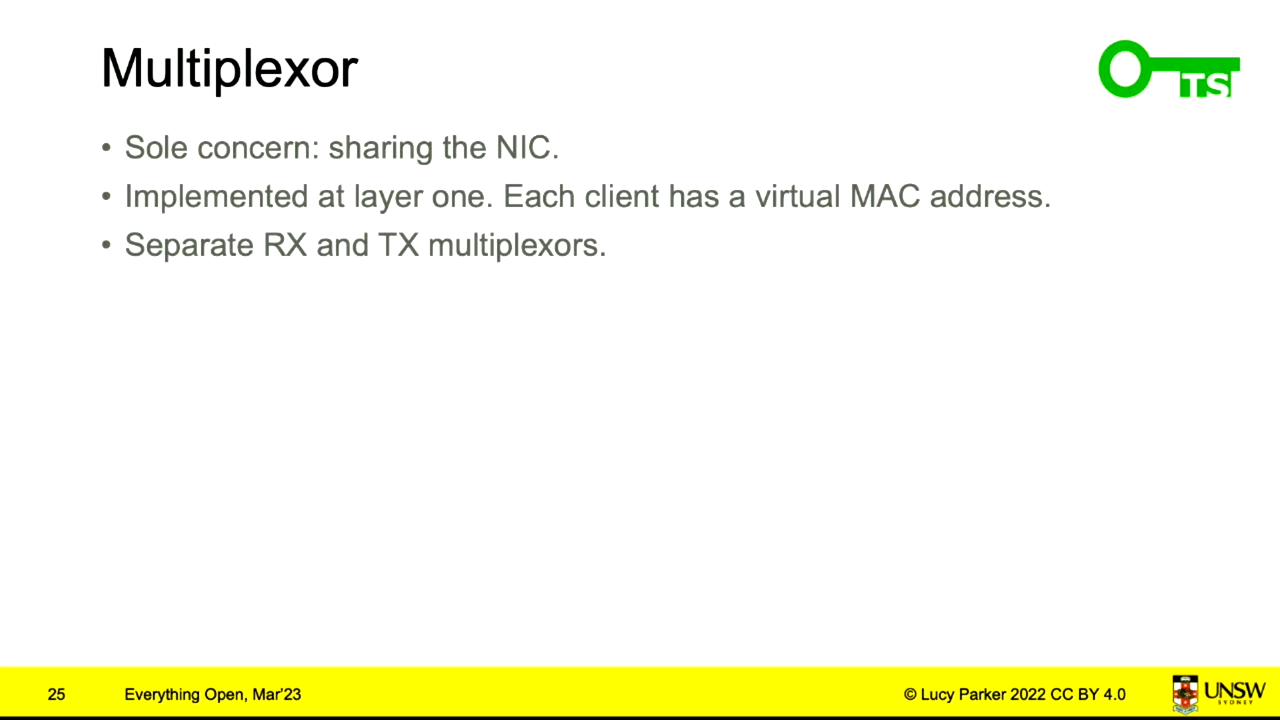 Multiplexor
TS
• Sole concern: sharing the NIC.
• Implemented at layer one. Each client has a virtual MAC address.
• Separate RX and TX multiplexors.
25
Everything Open, Mar'23
© Lucy Parker 2022 CC BY 4.0
UNSW
SYDNEY